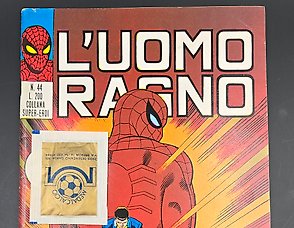 L'UOMO
RAGNO
N. 44
L. 200
COLLANA
SUPER-EROI